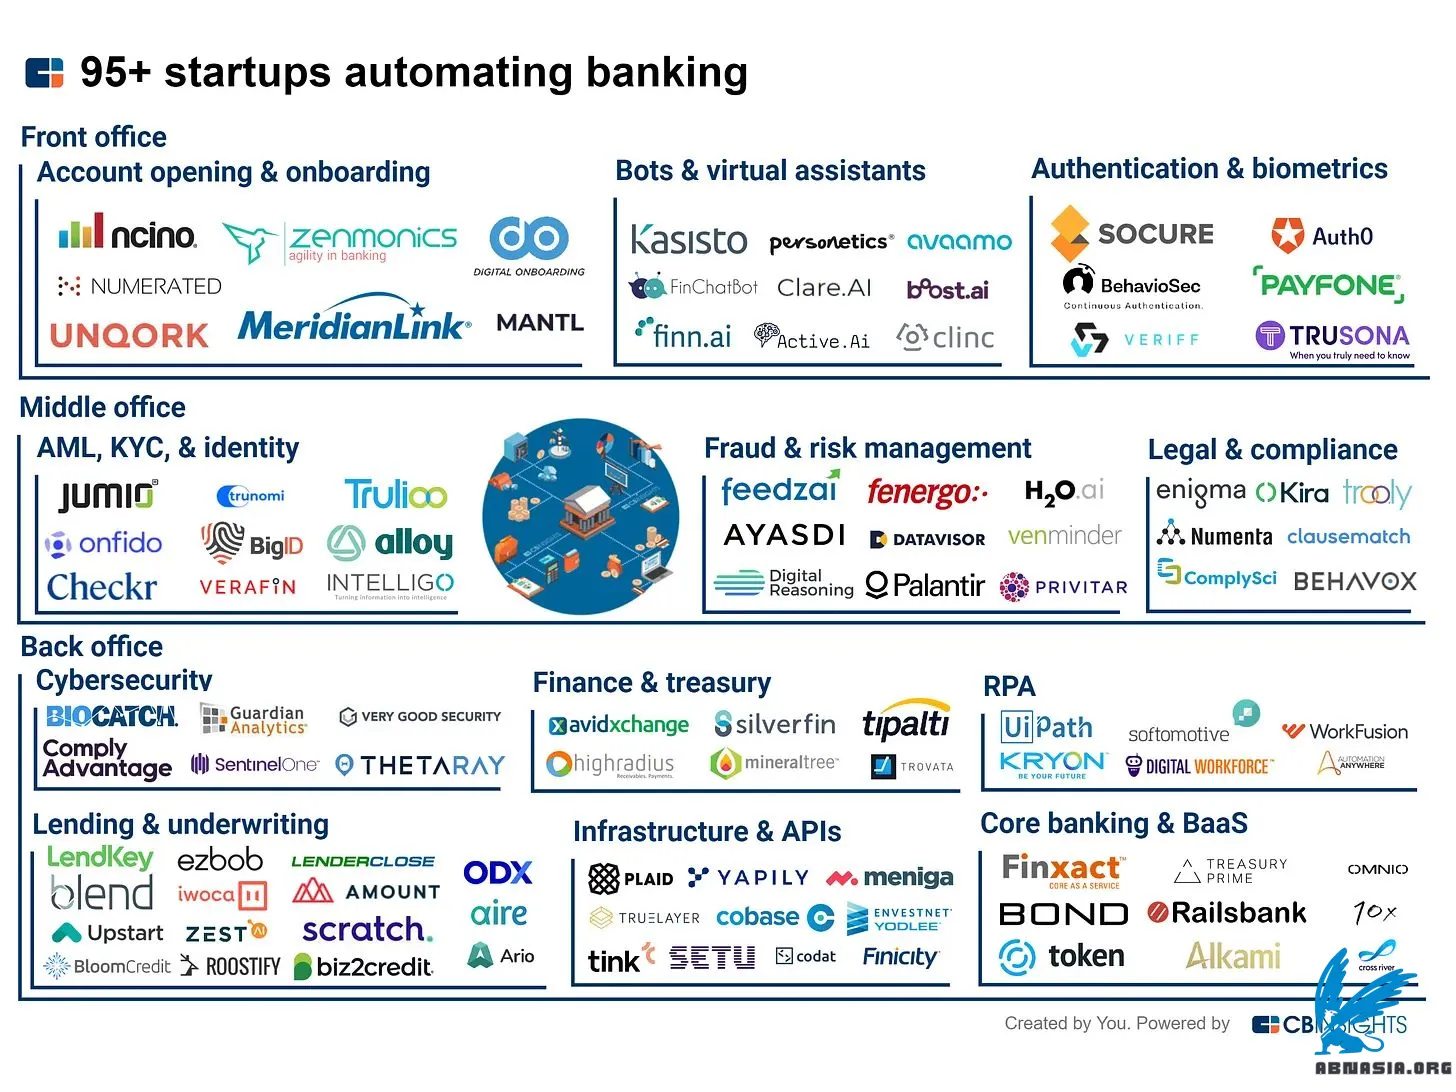 95+ startups automating banking
Front office
Account opening & onboarding
ncino
zenmonics
agility in banking
DIGITAL ONBOARDING
NUMERATED
UNQORK
MeridianLink
MANTL
Bots & virtual assistants
Kasisto
personetics
avaamo
FinChatBot
Clare.AI
boost.ai
finn.ai
Active.Ai
clinc
Authentication & biometrics
SOCURE
Auth0
BehavioSec
Continuous Authentication.
PAYFONE
VERIFF
TRUSONA
When you truly need to know
Middle office
AML, KYC, & identity
JUMIO
trunomi
Trulioo
onfido
BigID
alloy
Checkr
VERAFIN
INTELLIGO
Turning information into intelligence
Fraud & risk management
feedzai
fenergo
H2O.ai
AYASDI
DATAVISOR
venminder
Digital
Reasoning
Palantir
PRIVITAR
Legal & compliance
enigma
Kira
trooly
Numenta
clausematch
ComplySci
BEHAVOX
Back office
Cybersecurity
BIOCATCH
Guardian
Analytics
VERY GOOD SECURITY
Comply
Advantage
SentinelOne
THETARAY
Finance & treasury
avidxchange
silverfin
tipalti
highradius
Receivables. Payments.
mineraltree
TROVATA
RPA
UiPath
softomotive
WorkFusion
KRYON
BE YOUR FUTURE
DIGITAL WORKFORCE
AUTOMATION
ANYWHERE
Lending & underwriting
LendKey
ezbob
LENDERCLOSE
ODX
blend
iwoca
AMOUNT
aire
Upstart
ZEST AI
scratch.
Ario
BloomCredit
ROOSTIFY
biz2credit
Infrastructure & APIs
PLAID
YAPILY
meniga
TRUELAYER
cobase
ENVESTNET
YODLEE
tink
SETU
codat
Finicity
Core banking & BaaS
Finxact
CORE AS A SERVICE
TREASURY
PRIME
OMNIO
BOND
Railsbank
10x
token
Alkami
cross river
Created by You. Powered by
CBINSIGHTS
ABNASIA.ORG